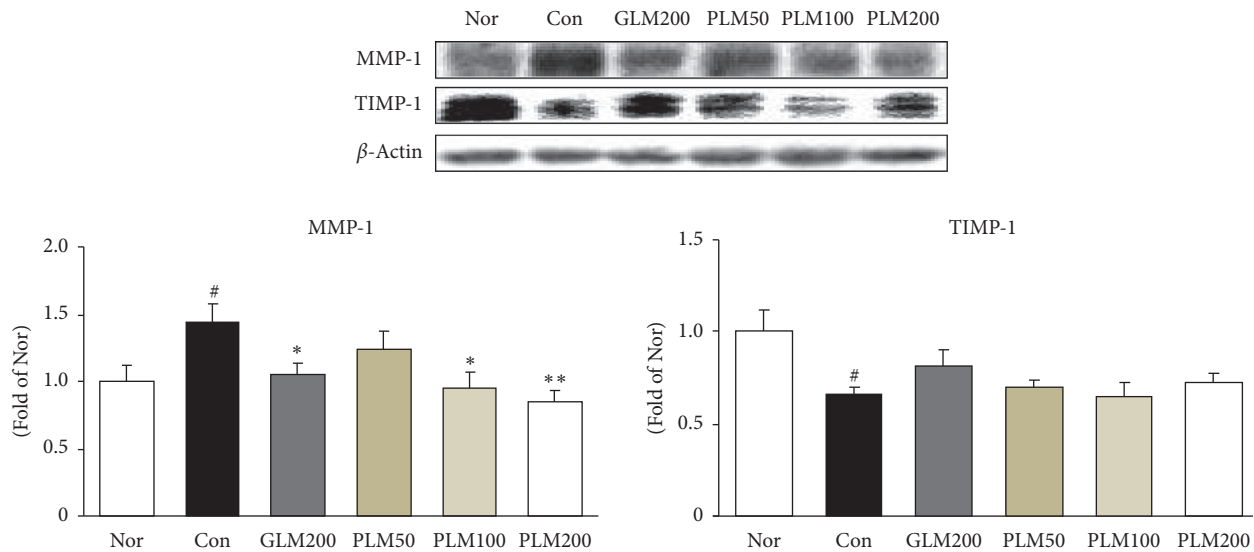 Nor Con GLM200 PLM50 PLM100 PLM200
MMP-1
TIMP-1
β-Actin
MMP-1
(Fold of Nor)
2.0
1.5
1.0
0.5
0
#
*
*
**
Nor Con GLM200 PLM50 PLM100 PLM200
TIMP-1
(Fold of Nor)
1.5
1.0
0.5
0
#
Nor Con GLM200 PLM50 PLM100 PLM200